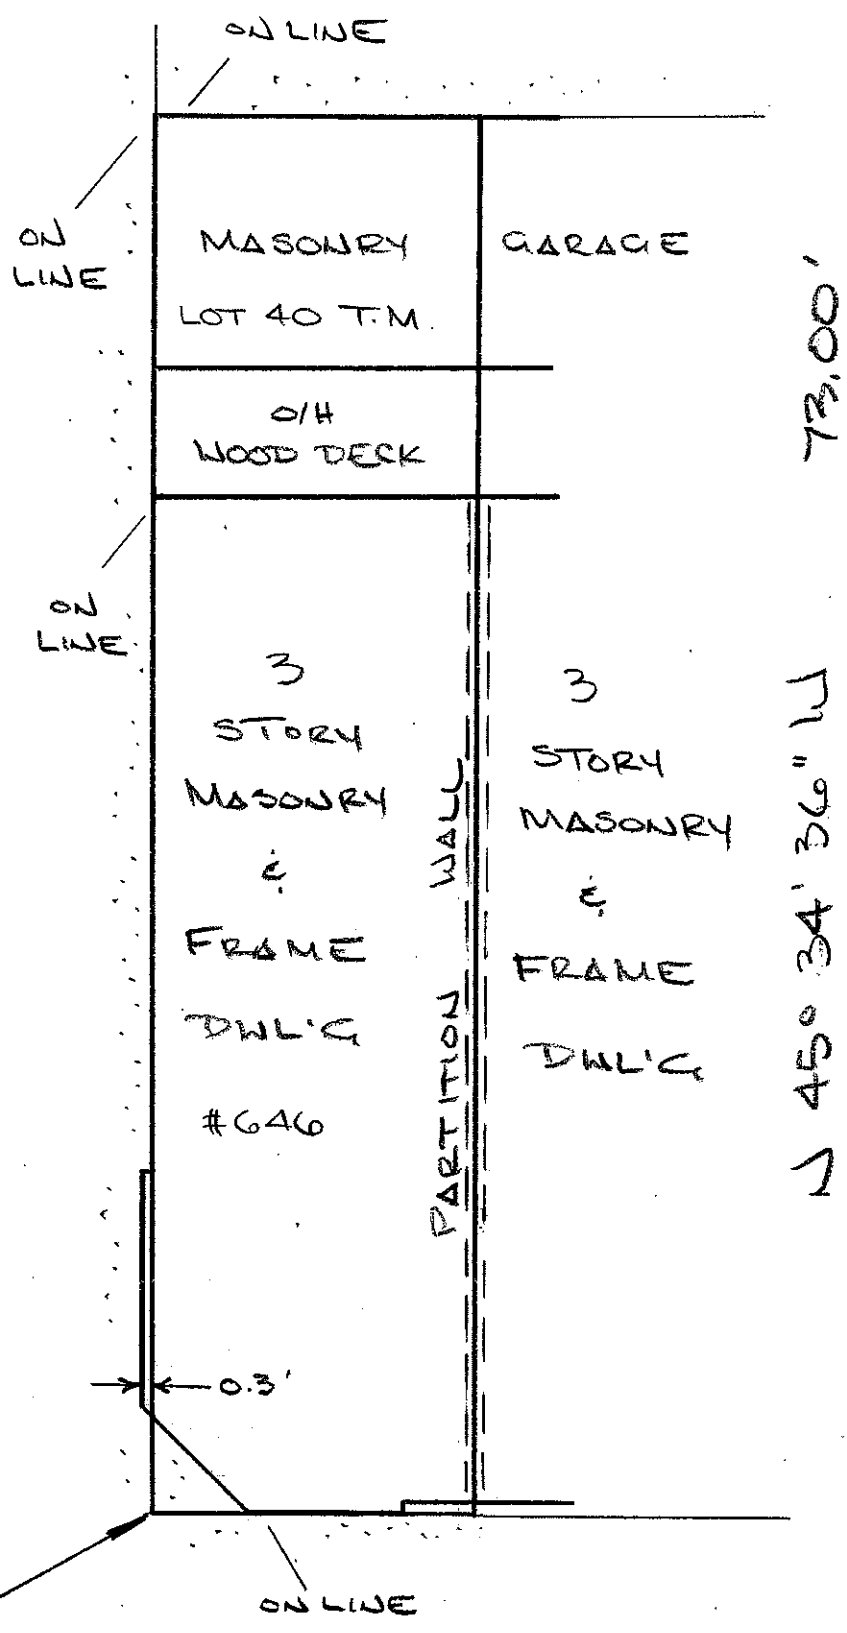 ON LINE
ON
LINE
MASONRY
LOT 40 T.M.
GARAGE
O/H
WOOD DECK
73.00'
ON
LINE
3
STORY
MASONRY
&
FRAME
DWL'G
#646
PARTITION WALL
3
STORY
MASONRY
&
FRAME
DWL'G
N 45° 34' 36" W
0.3'
ON LINE